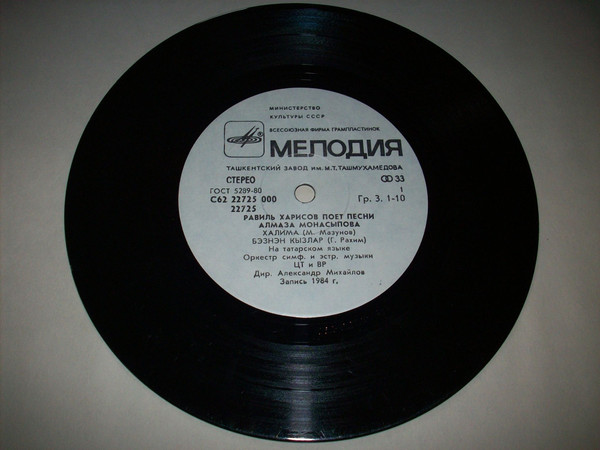 МИНИСТЕРСТВО
КУЛЬТУРЫ СССР
ВСЕСОЮЗНАЯ ФИРМА ГРАМПЛАСТИНОК
МЕЛОДИЯ
ТАШКЕНТСКИЙ ЗАВОД ИМ. М.Т. ТАШМУХАМЕДОВА
СТЕРЕО 33
ГОСТ 5289-80 1
С62 22725 000 Гр. 3. 1-10
22725
РАВИЛЬ ХАРИСОВ ПОЕТ ПЕСНИ
АЛМАЗА МОНАСЫПОВА
ХАЛИМА (М. Мазунов)
БЕЗНЭН КЫЗЛАР (Г. Рахим)
На татарском языке
Оркестр симф. и эстр. музыки
ЦТ и ВР
Дир. Александр Михайлов
Запись 1984 г.